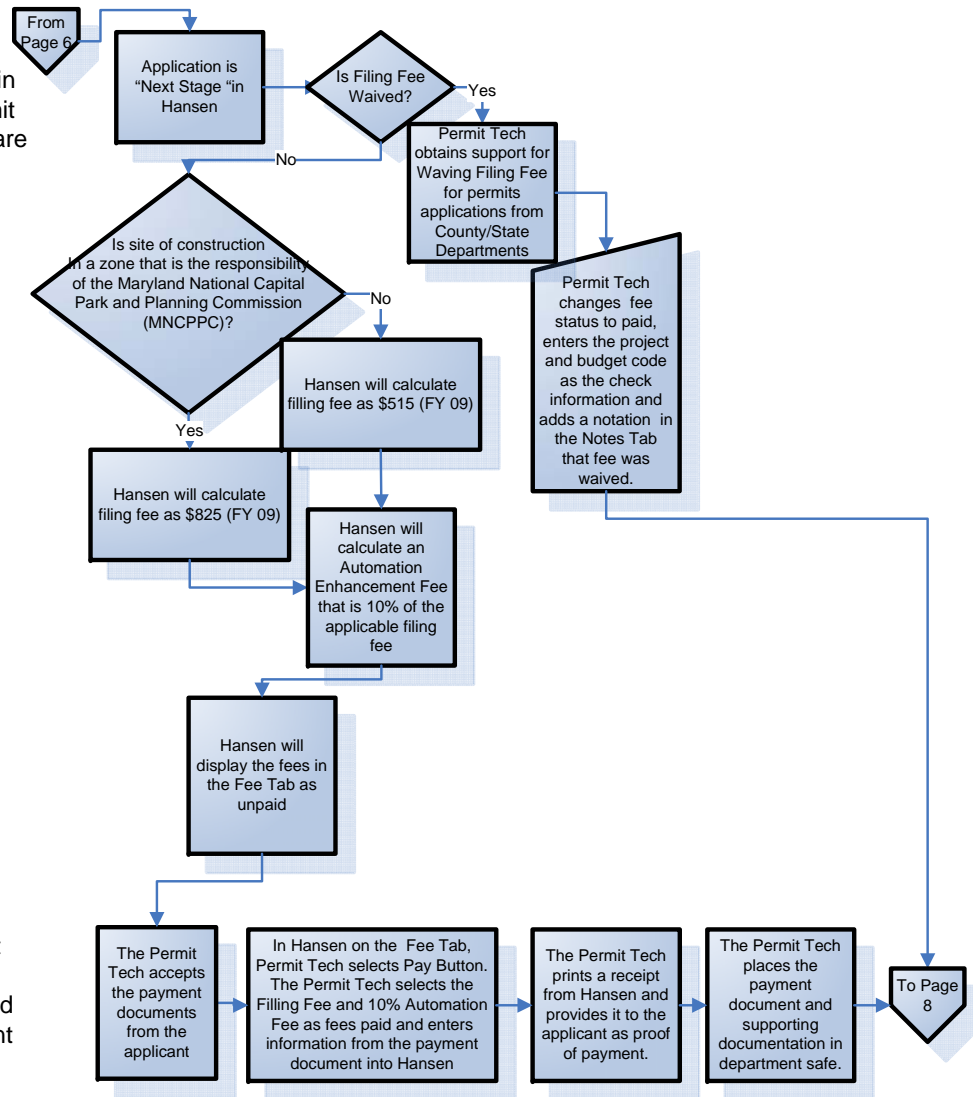 From
Page 6
in
nit
are
Application is
“Next Stage “in
Hansen
Is Filing Fee
Waived?
Yes
No
Permit Tech
obtains support for
Waving Filing Fee
for permits
applications from
County/State
Departments
Is site of construction
In a zone that is the responsibility
of the Maryland National Capital
Park and Planning Commission
(MNCPPC)?
No
Yes
Permit Tech
changes fee
status to paid,
enters the project
and budget code
as the check
information and
adds a notation in
the Notes Tab
that fee was
waived.
Hansen will calculate
filling fee as $515 (FY 09)
Hansen will calculate
filing fee as $825 (FY 09)
Hansen will
calculate an
Automation
Enhancement Fee
that is 10% of the
applicable filing
fee
Hansen will
display the fees in
the Fee Tab as
unpaid
d
nt
The Permit
Tech accepts
the payment
documents
from the
applicant
In Hansen on the Fee Tab,
Permit Tech selects Pay Button.
The Permit Tech selects the
Filling Fee and 10% Automation
Fee as fees paid and enters
information from the payment
document into Hansen
The Permit Tech
prints a receipt
from Hansen and
provides it to the
applicant as proof
of payment.
The Permit Tech
places the
payment
document and
supporting
documentation in
department safe.
To Page
8